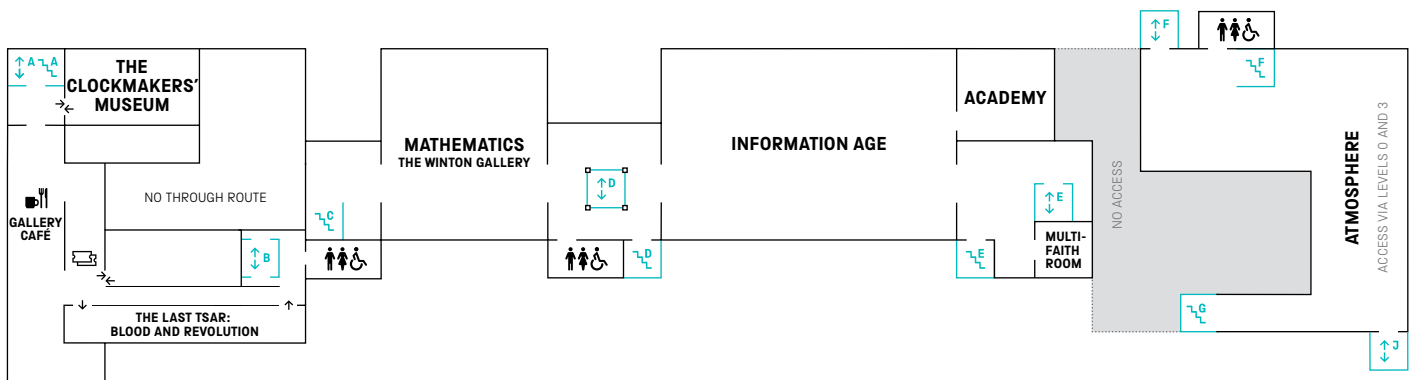 A
A
THE
CLOCKMAKERS'
MUSEUM
GALLERY
CAFÉ
NO THROUGH ROUTE
B
C
THE LAST TSAR:
BLOOD AND REVOLUTION
MATHEMATICS
THE WINTON GALLERY
D
D
INFORMATION AGE
ACADEMY
E
E
MULTI-
FAITH
ROOM
NO ACCESS
F
F
ATMOSPHERE
ACCESS VIA LEVELS 0 AND 3
G
J